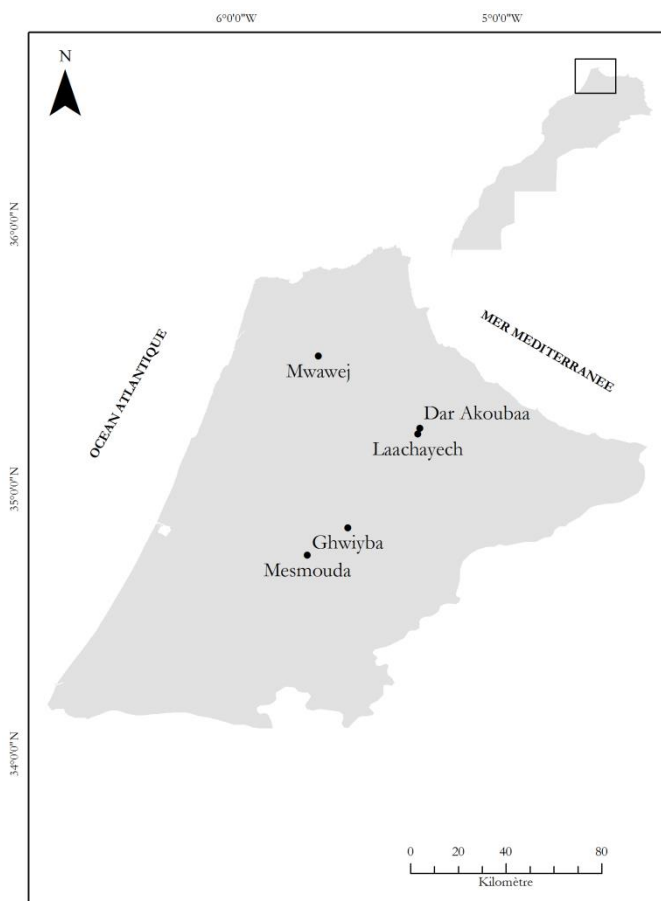 6°0'0"W
5°0'0"W
N
36°0'0"N
OCEAN ATLANTIQUE
MER MEDITERRANEE
Mwawej
Dar Akoubaa
Laachayech
35°0'0"N
Ghwiyba
Mesmouda
34°0'0"N
0 20 40 60 80
Kilomètre